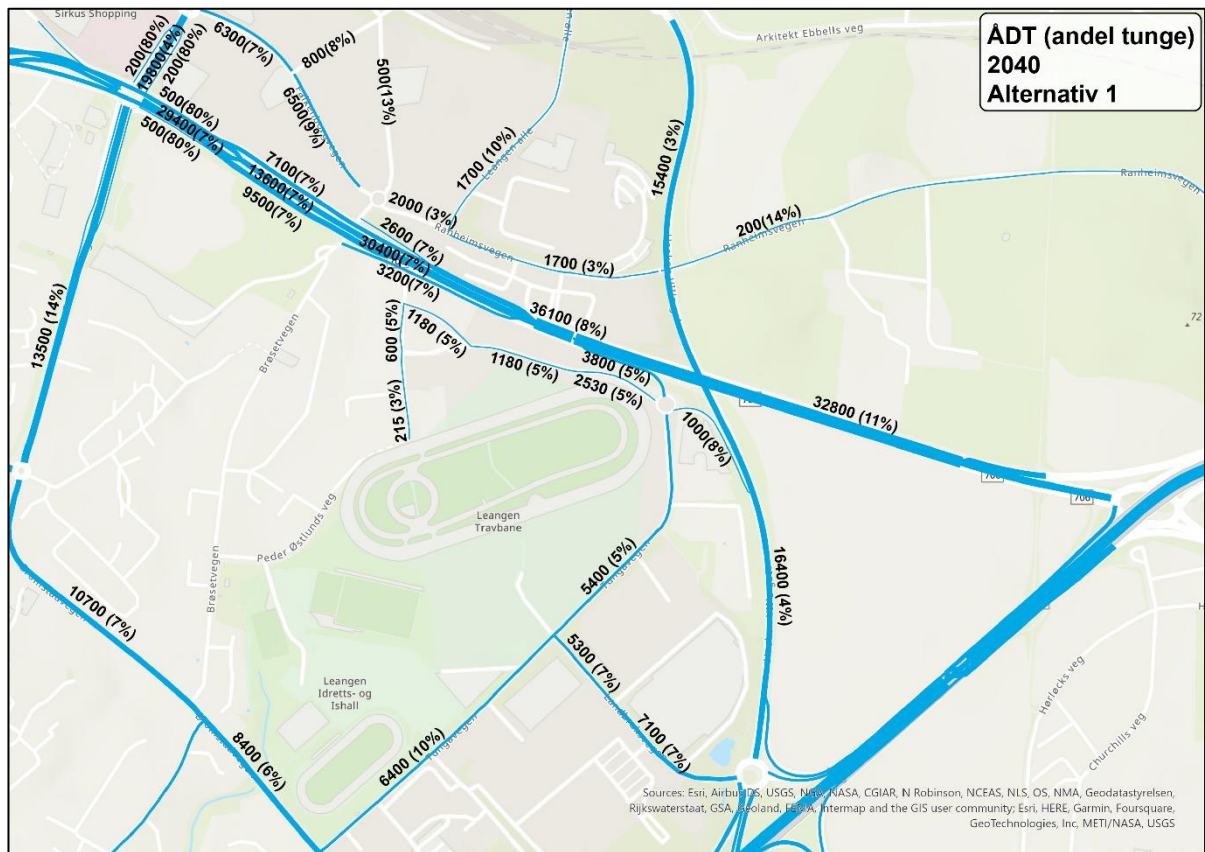 Sirkus Shopping
ÅDT (andel tunge)
2040
Alternativ 1
Arkitekt Ebbells veg
200(80%)
19800(4%)
200(80%)
6300(7%)
800(8%)
500(13%)
6500(9%)
500(80%)
29400(7%)
500(80%)
7100(7%)
13600(7%)
9500(7%)
1700 (10%)
Leangen alle
15400 (3%)
Ranheimsvegen
200(14%)
Ranheimsvegen
2000 (3%)
Ranheimsvegen
2600 (7%)
30400(7%)
3200(7%)
1700 (3%)
36100 (8%)
72
13500 (14%)
Brøsetvegen
600 (5%)
1180 (5%)
1180 (5%)
3800 (5%)
2530 (5%)
32800 (11%)
215 (3%)
1000(8%)
706
Leangen
Travbane
Peder Østlunds veg
Brøsetvegen
5400 (5%)
Tungavegen
16400 (4%)
10700 (7%)
5300 (7%)
7100 (7%)
Hørløcks veg
Churchills veg
Leangen
Idretts- og
Ishall
8400 (6%)
6400 (10%)
Tungavegen
Sources: Esri, Airbus DS, USGS, NGA, NASA, CGIAR, N Robinson, NCEAS, NLS, OS, NMA, Geodatastyrelsen,
Rijkswaterstaat, GSA, Geoland, FEMA, Intermap and the GIS user community; Esri, HERE, Garmin, Foursquare,
GeoTechnologies, Inc, METI/NASA, USGS